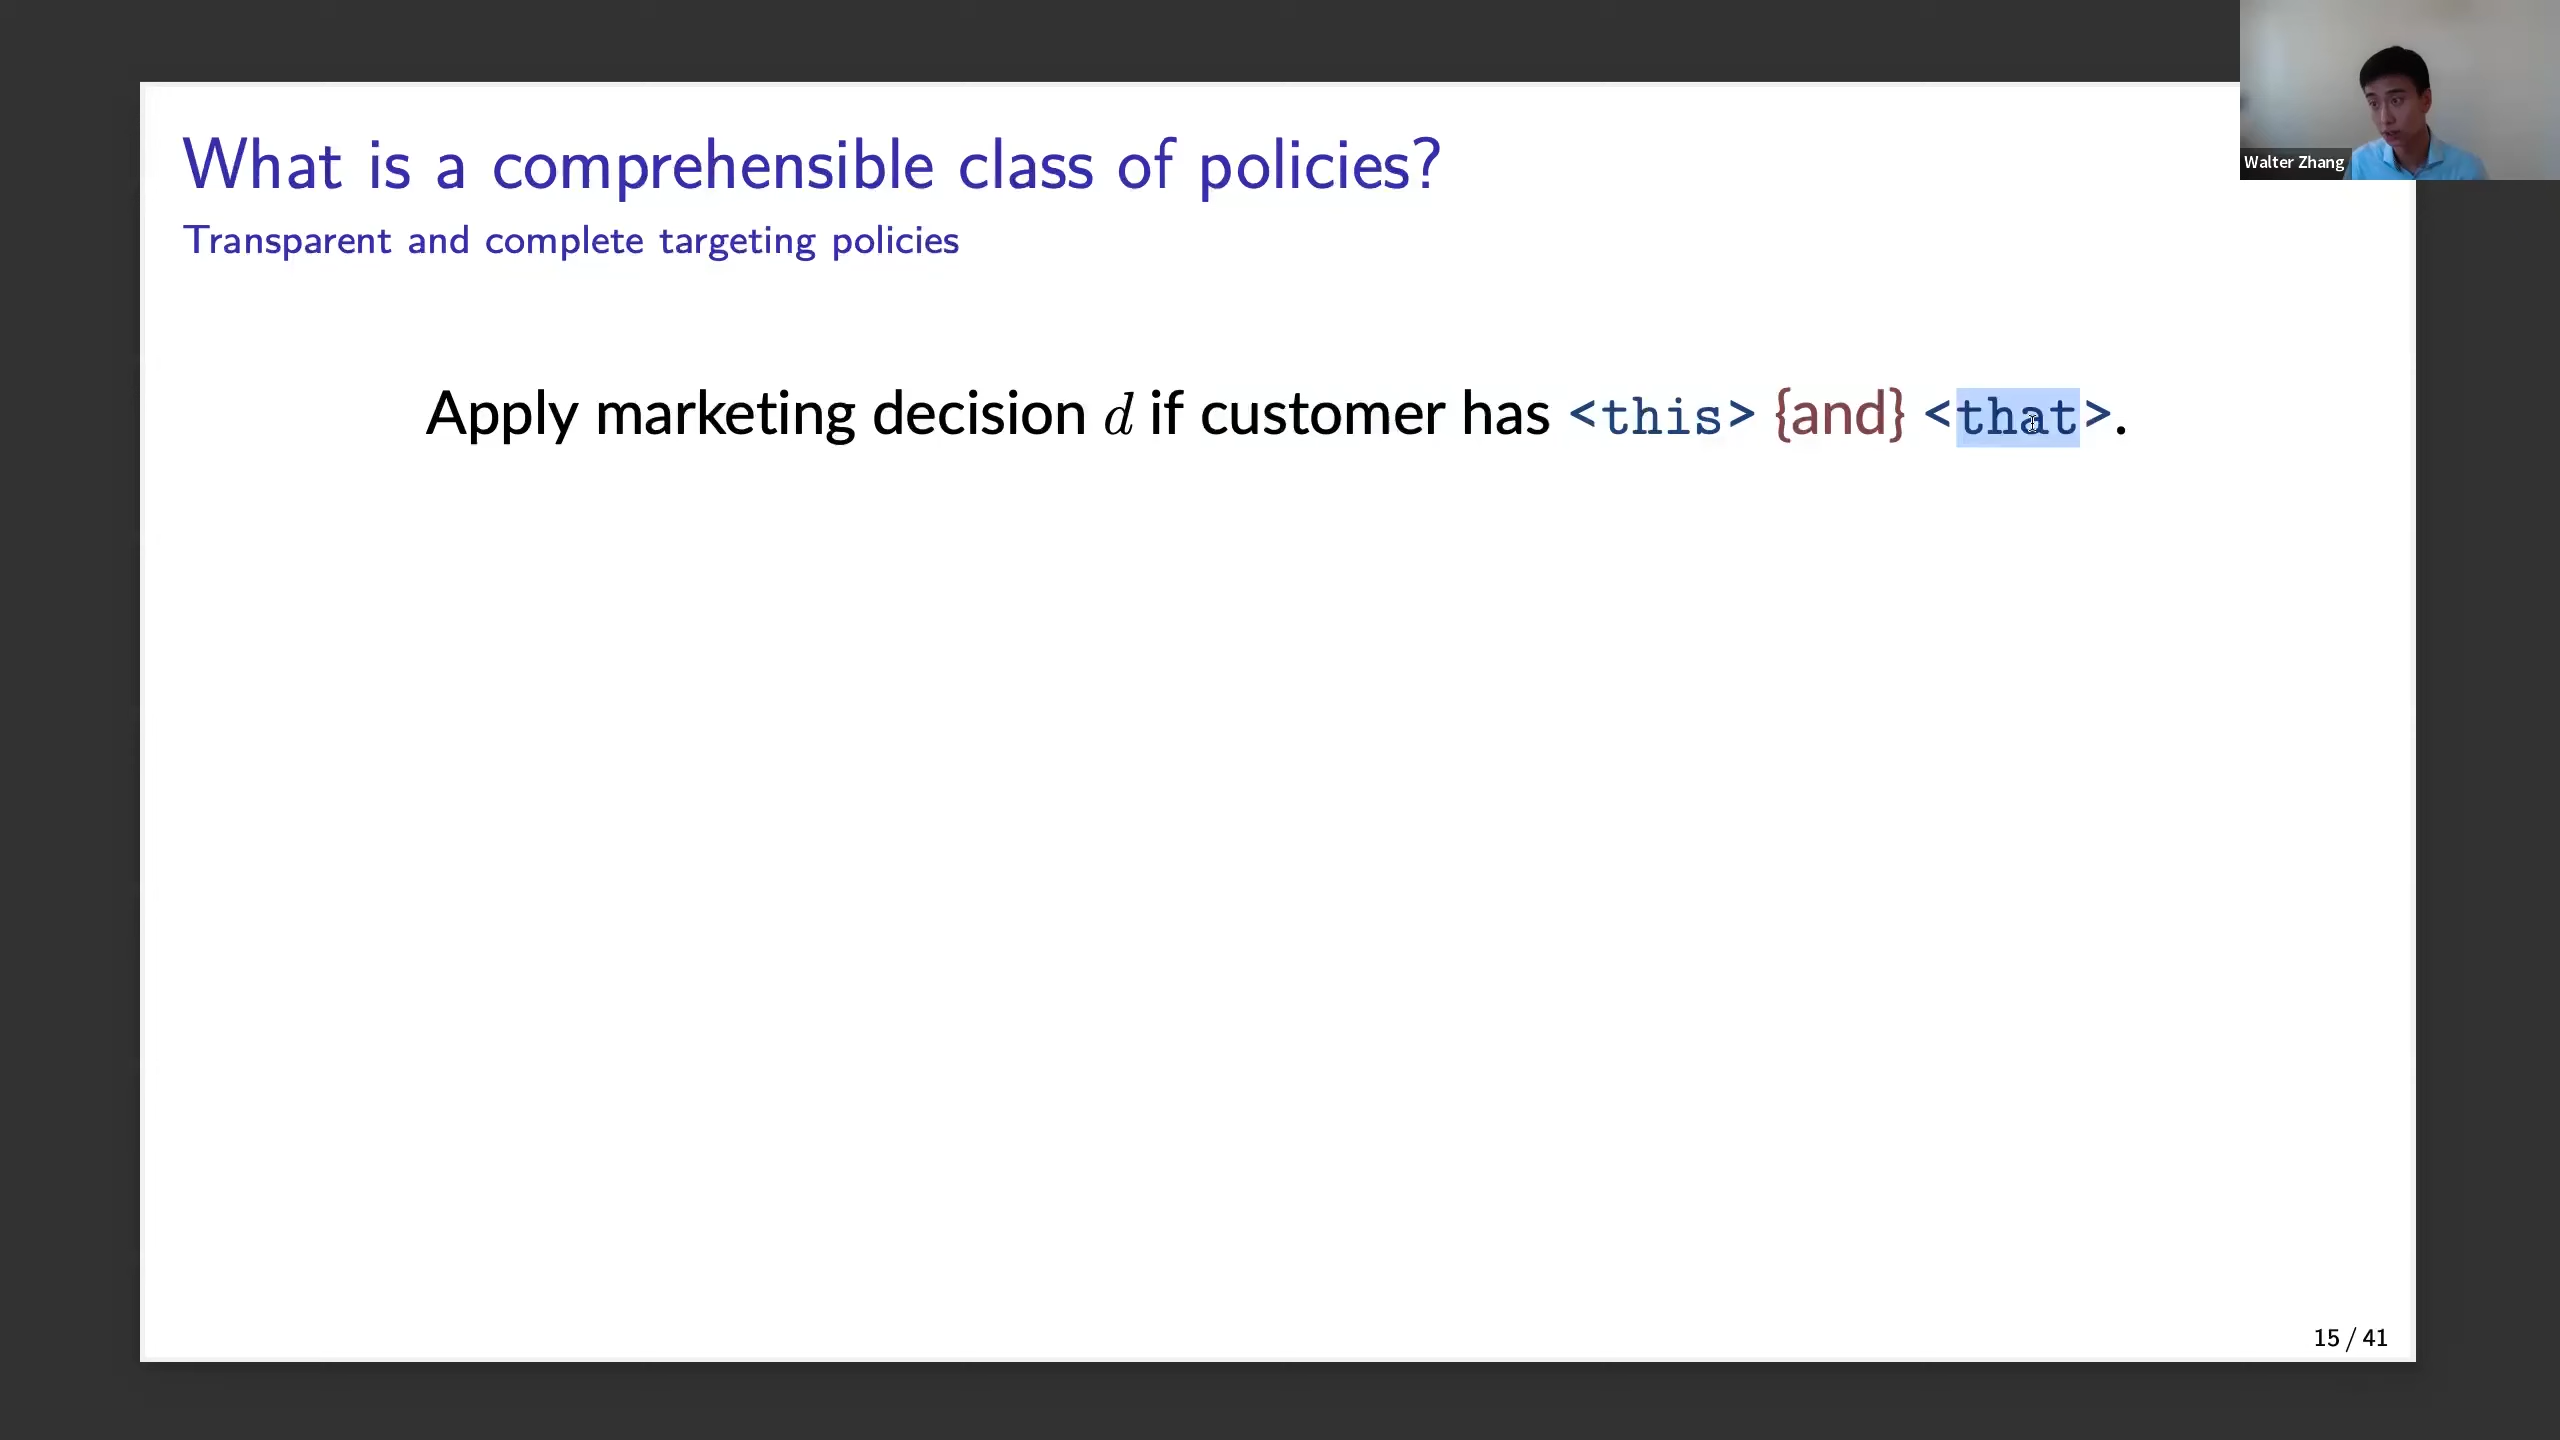 What is a comprehensible class of policies?
Transparent and complete targeting policies
Walter Zhang
Apply marketing decision d if customer has <this> {and} <that>.
15 / 41